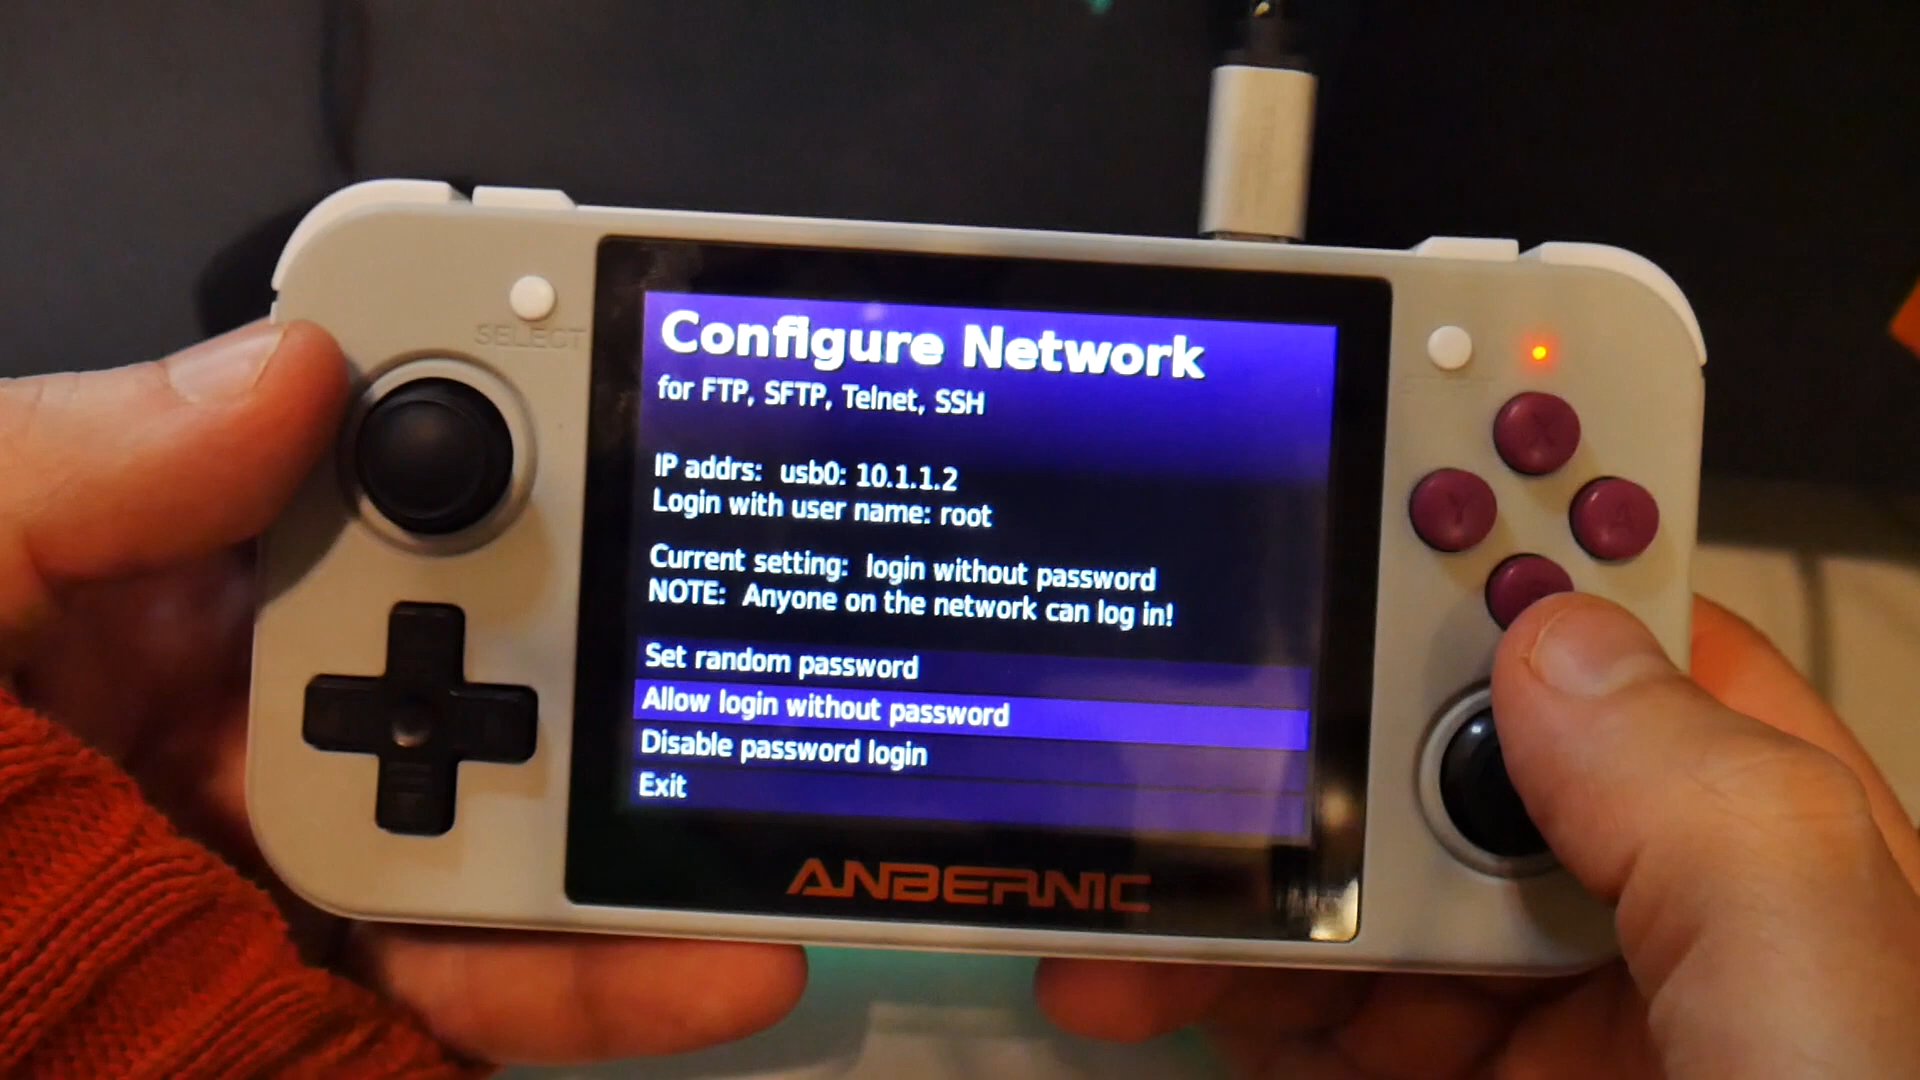 SELECT
Configure Network
for FTP, SFTP, Telnet, SSH
IP addrs: usb0: 10.1.1.2
Login with user name: root
Current setting: login without password
NOTE: Anyone on the network can log in!
Set random password
Allow login without password
Disable password login
Exit
X
Y
A
ANBERNIC